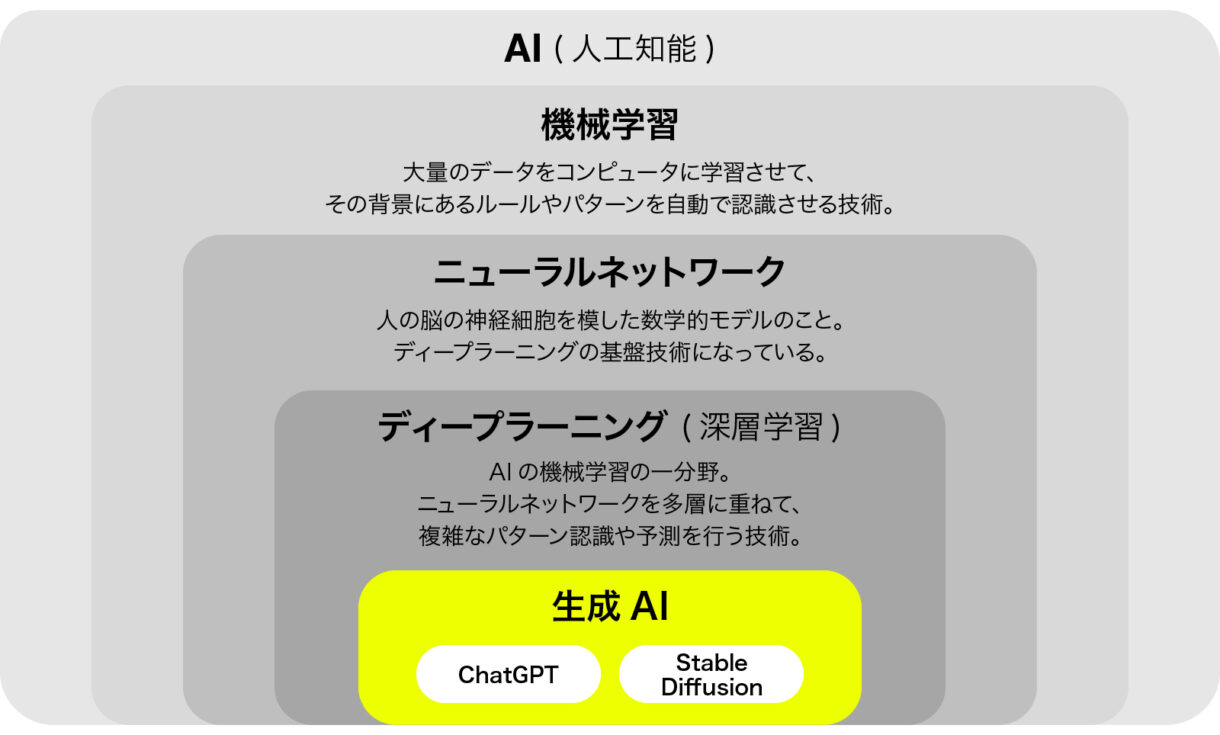 AI ( 人工知能 )
機械学習
大量のデータをコンピュータに学習させて、
その背景にあるルールやパターンを自動で認識させる技術。
ニューラルネットワーク
人の脳の神経細胞を模した数学的モデルのこと。
ディープラーニングの基盤技術になっている。
ディープラーニング ( 深層学習 )
AI の機械学習の一分野。
ニューラルネットワークを多層に重ねて、
複雑なパターン認識や予測を行う技術。
生成 AI
ChatGPT
Stable
Diffusion